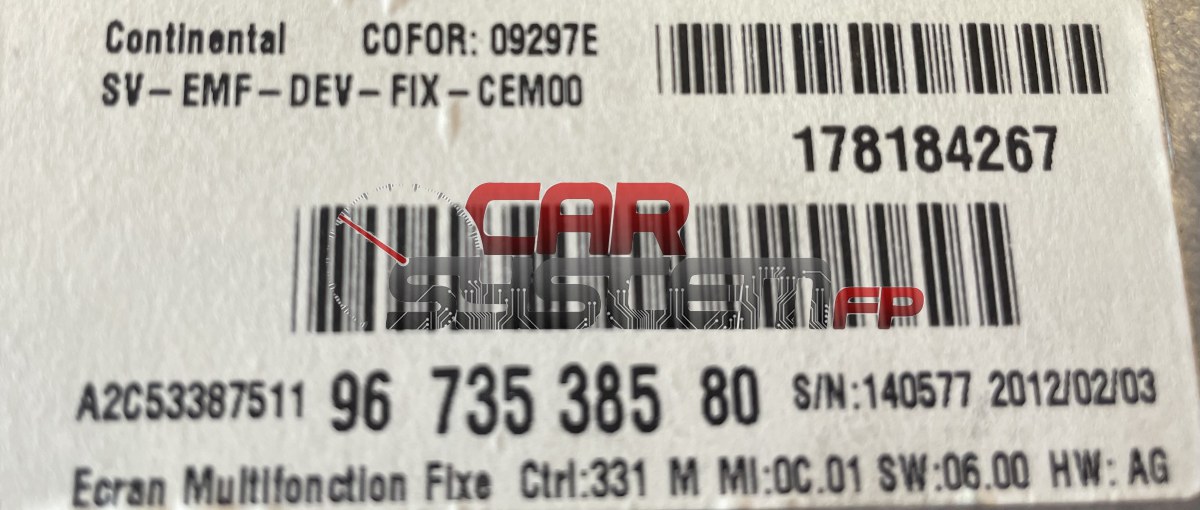 Continental COFOR: 09297E
SV-EMF-DEV-FIX-CEM00
178184267
CAR
SYSTEM FP
A2C53387511 96 735 385 80 S/N:140577 2012/02/03
Ecran Multifonction Fixe Ctrl:331 M MI:0C.01 SW:06.00 HW: AG